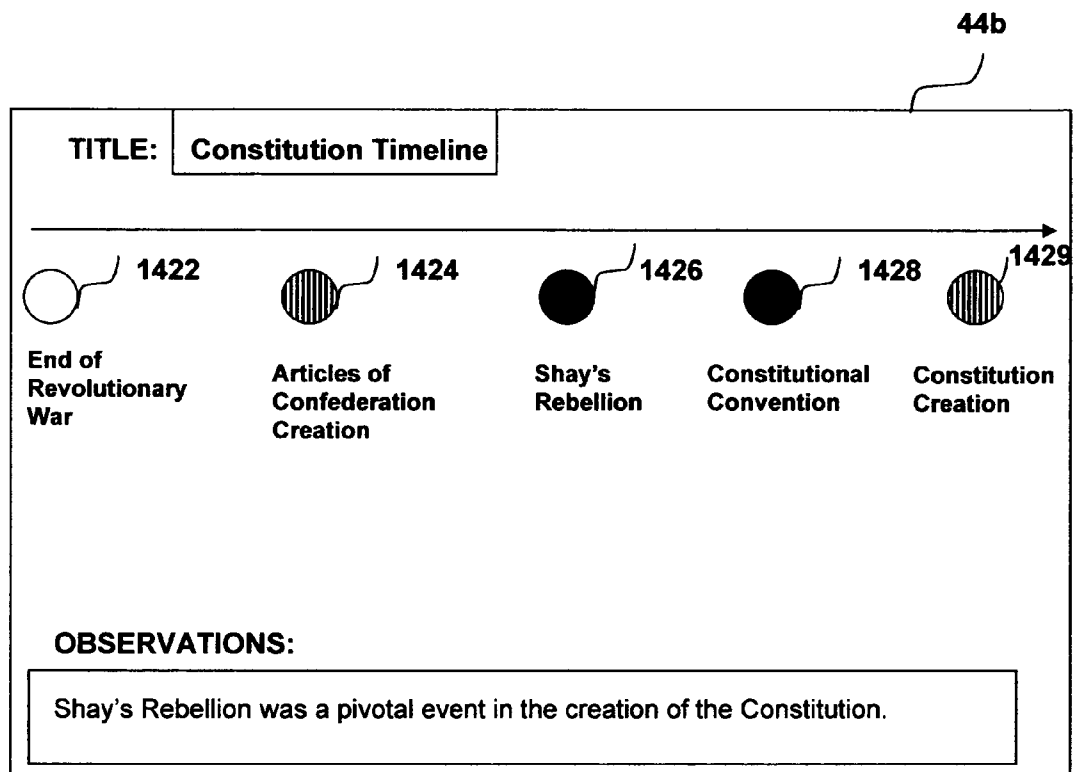 44b
TITLE: Constitution Timeline
1422 1424 1426 1428 1429
End of
Revolutionary
War
Articles of
Confederation
Creation
Shay's
Rebellion
Constitutional
Convention
Constitution
Creation
OBSERVATIONS:
Shay's Rebellion was a pivotal event in the creation of the Constitution.